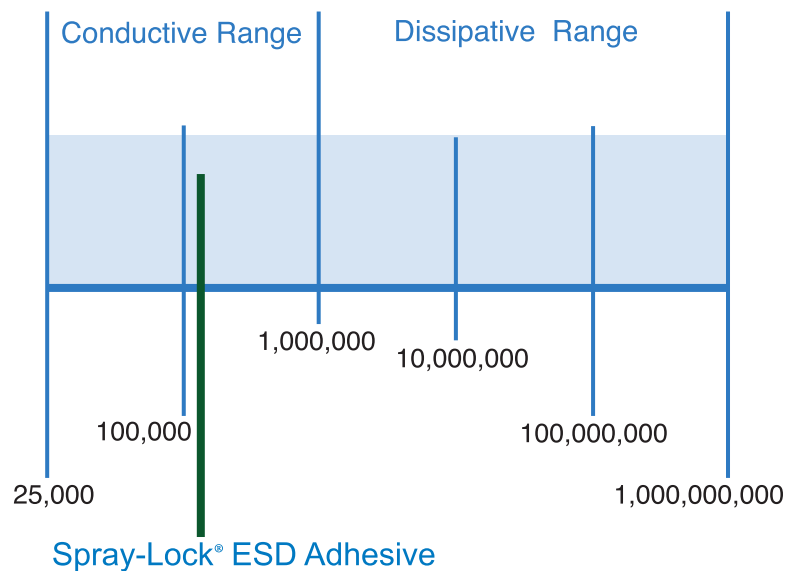 Conductive Range
Dissipative Range
1,000,000
10,000,000
100,000
100,000,000
25,000
1,000,000,000
Spray-Lock® ESD Adhesive